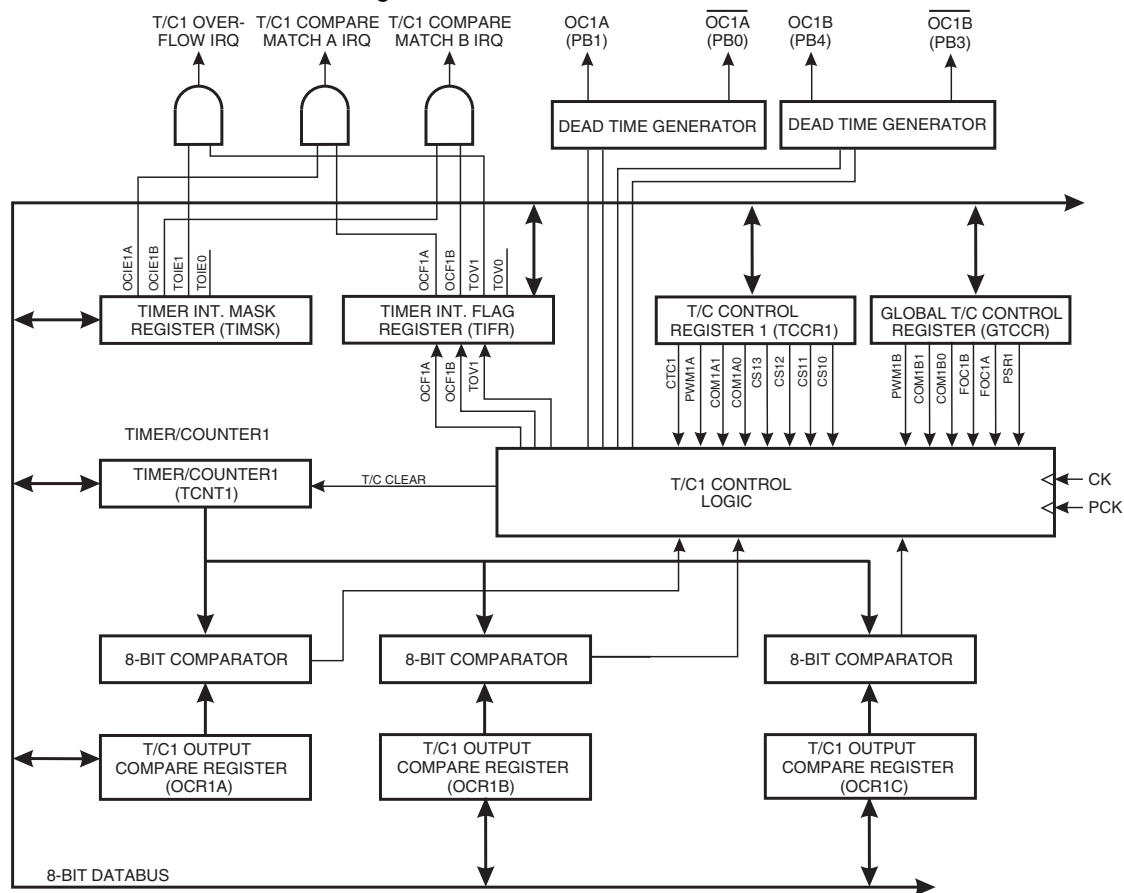 T/C1 OVER-
FLOW IRQ
T/C1 COMPARE
MATCH A IRQ
T/C1 COMPARE
MATCH B IRQ
OC1A
(PB1)
OC1A
(PB0)
OC1B
(PB4)
OC1B
(PB3)
DEAD TIME GENERATOR
DEAD TIME GENERATOR
OCIE1A
OCIE1B
TOIE1
TOIE0
OCF1A
OCF1B
TOV1
TOV0
TIMER INT. MASK
REGISTER (TIMSK)
TIMER INT. FLAG
REGISTER (TIFR)
T/C CONTROL
REGISTER 1 (TCCR1)
GLOBAL T/C CONTROL
REGISTER (GTCCR)
OCF1A
OCF1B
TOV1
CTC1
PWM1A
COM1A1
COM1A0
CS13
CS12
CS11
CS10
PWM1B
COM1B1
COM1B0
FOC1B
FOC1A
PSR1
TIMER/COUNTER1
TIMER/COUNTER1
(TCNT1)
T/C CLEAR
T/C1 CONTROL
LOGIC
CK
PCK
8-BIT COMPARATOR
8-BIT COMPARATOR
8-BIT COMPARATOR
T/C1 OUTPUT
COMPARE REGISTER
(OCR1A)
T/C1 OUTPUT
COMPARE REGISTER
(OCR1B)
T/C1 OUTPUT
COMPARE REGISTER
(OCR1C)
8-BIT DATABUS